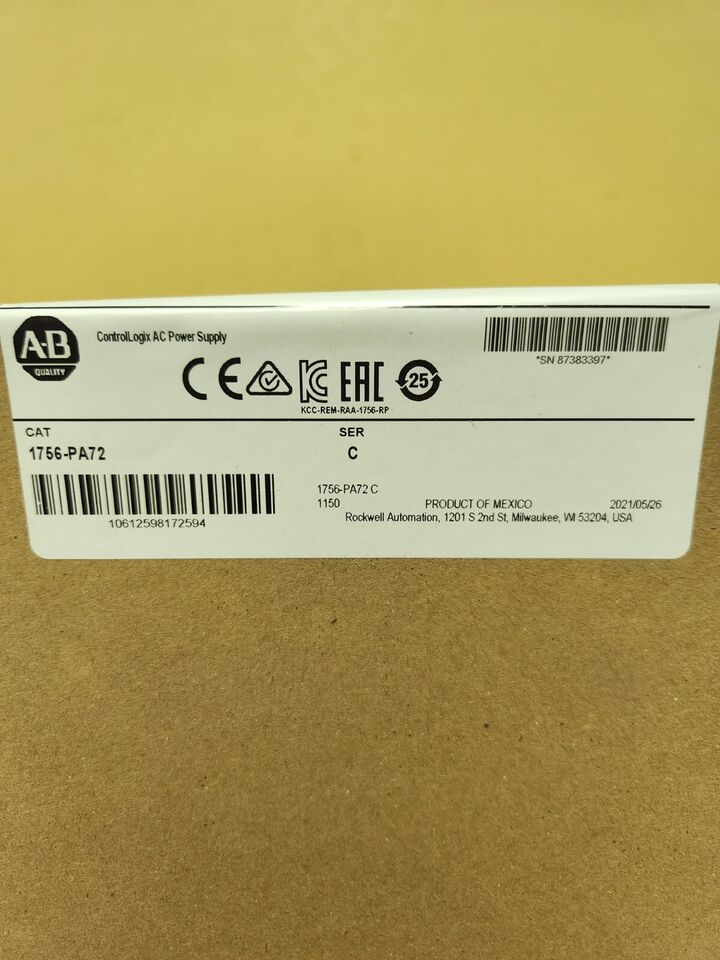 A-B
QUALITY
ControlLogix AC Power Supply
*SN 87383397*
CE KC EAC 25
KCC-REM-RAA-1756-RP
CAT
SER
1756-PA72
C
1756-PA72 C
1150 PRODUCT OF MEXICO 2021/05/26
10612598172594
Rockwell Automation, 1201 S 2nd St, Milwaukee, WI 53204, USA